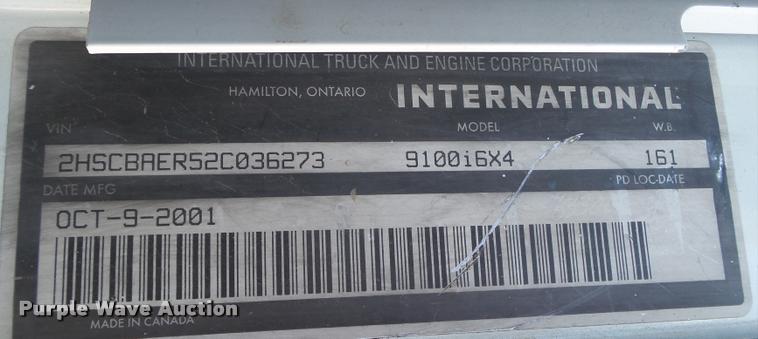 INTERNATIONAL TRUCK AND ENGINE CORPORATION
HAMILTON, ONTARIO INTERNATIONAL
VIN MODEL W.B.
2HSCBAER52C036273 9100i6X4 161
DATE MFG PD LOC-DATE
OCT-9-2001
Purple Wave Auction
MADE IN CANADA